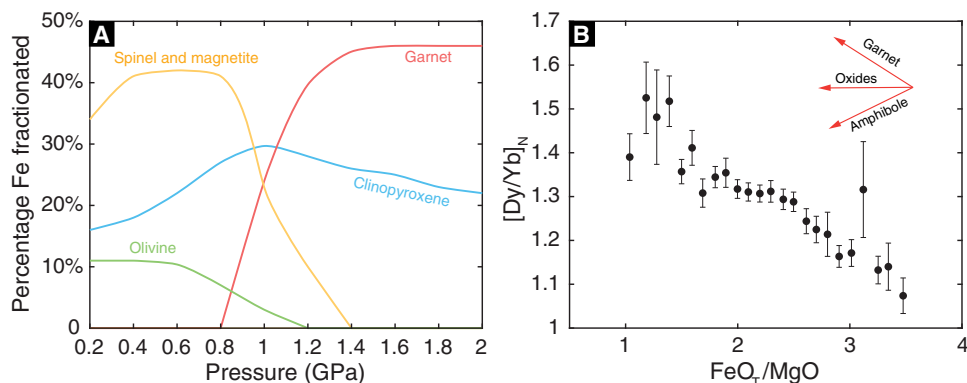 A
50%
40%
30%
20%
10%
0
Percentage Fe fractionated
Spinel and magnetite
Garnet
Clinopyroxene
Olivine
0.2 0.4 0.6 0.8 1 1.2 1.4 1.6 1.8 2
Pressure (GPa)
B
1.7
1.6
1.5
1.4
1.3
1.2
1.1
1
[Dy/Yb]N
Garnet
Oxides
Amphibole
1 2 3 4
FeOT/MgO